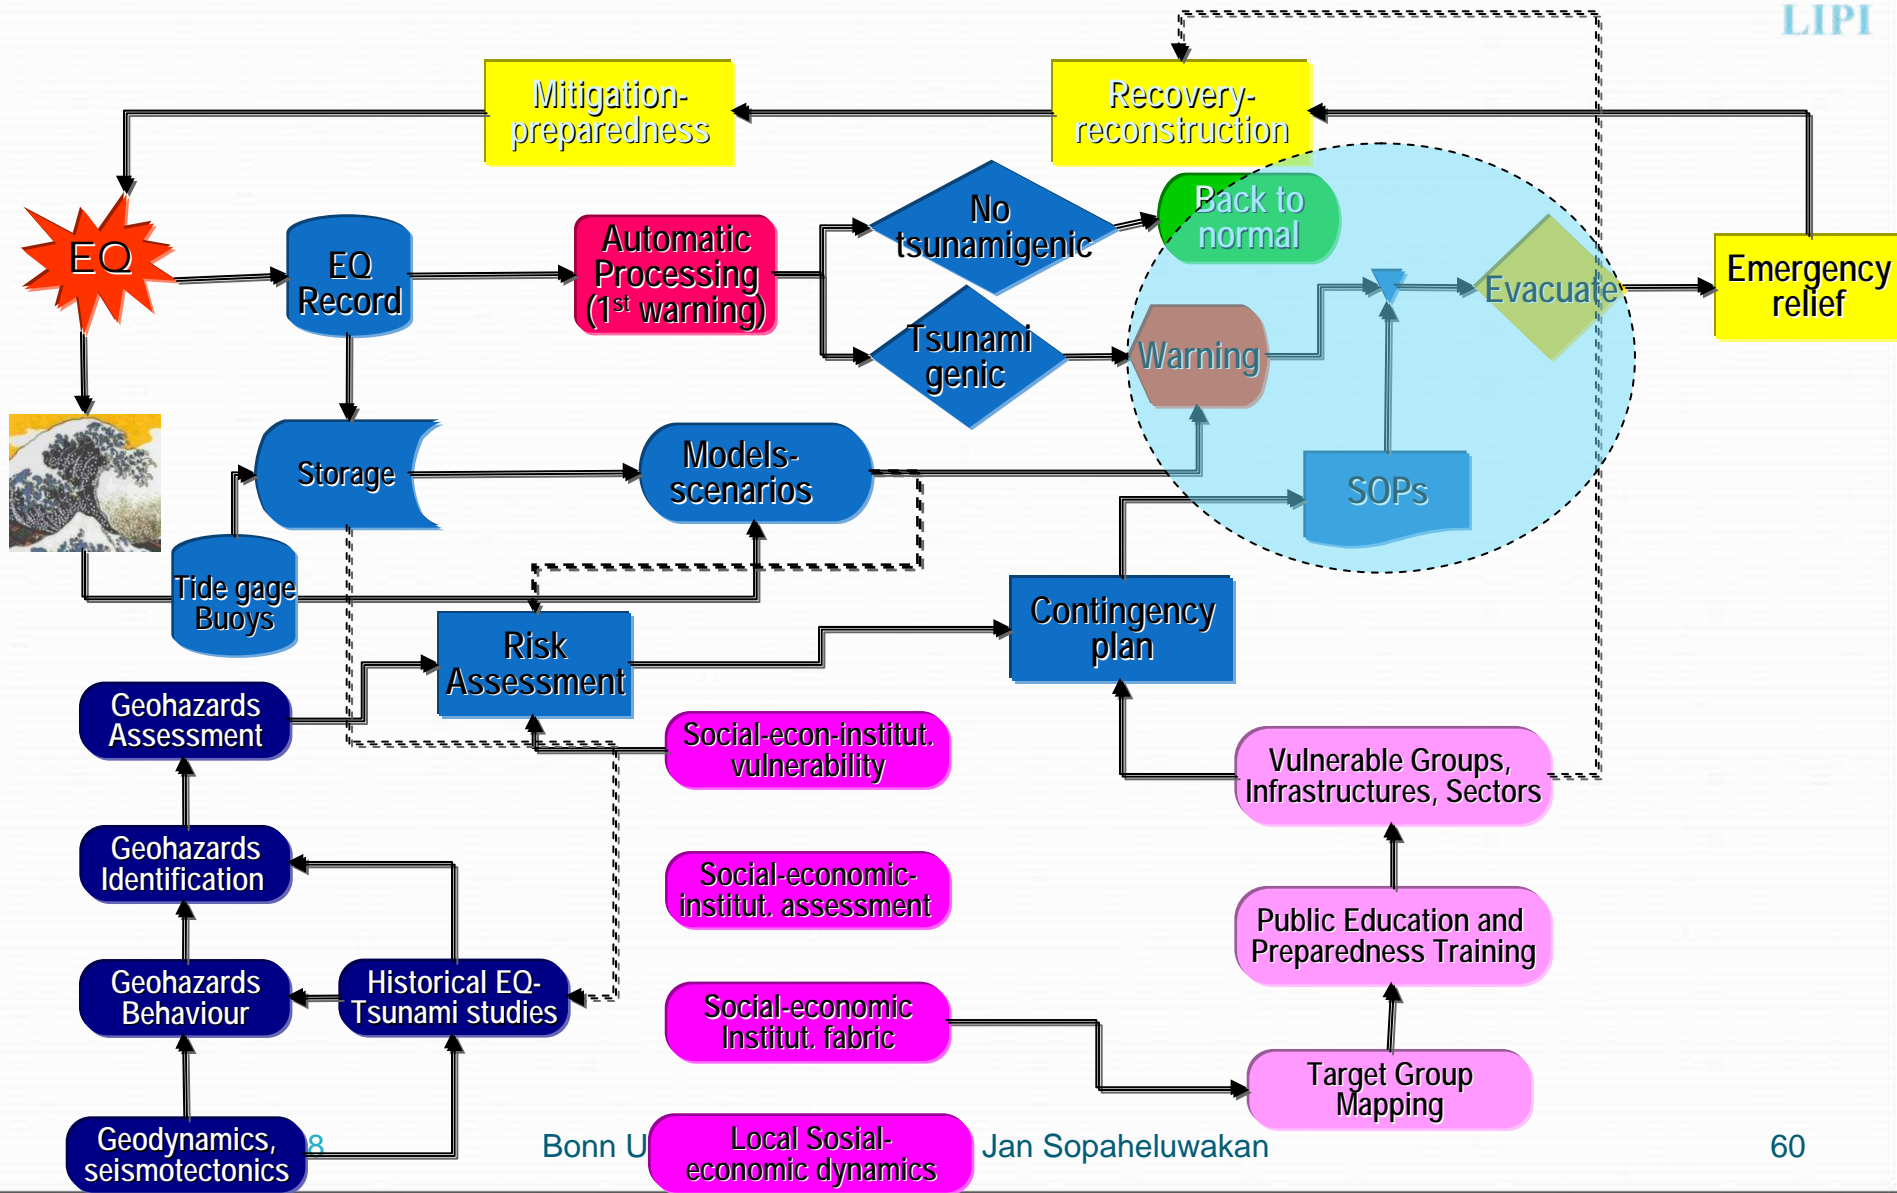 LIPI
Mitigation-
preparedness
Recovery-
reconstruction
EQ
EQ
Record
Automatic
Processing
(1st warning)
No
tsunamigenic
Back to
normal
Evacuate
Emergency
relief
Tsunami
genic
Warning
Storage
Models-
scenarios
SOPs
Tide gage
Buoys
Risk
Assessment
Contingency
plan
Geohazards
Assessment
Social-econ-institut.
vulnerability
Vulnerable Groups,
Infrastructures, Sectors
Geohazards
Identification
Social-economic-
institut. assessment
Public Education and
Preparedness Training
Geohazards
Behaviour
Historical EQ-
Tsunami studies
Social-economic
Institut. fabric
Target Group
Mapping
Geodynamics,
seismotectonics
8
Bonn U
Local Sosial-
economic dynamics
Jan Sopaheluwakan
60